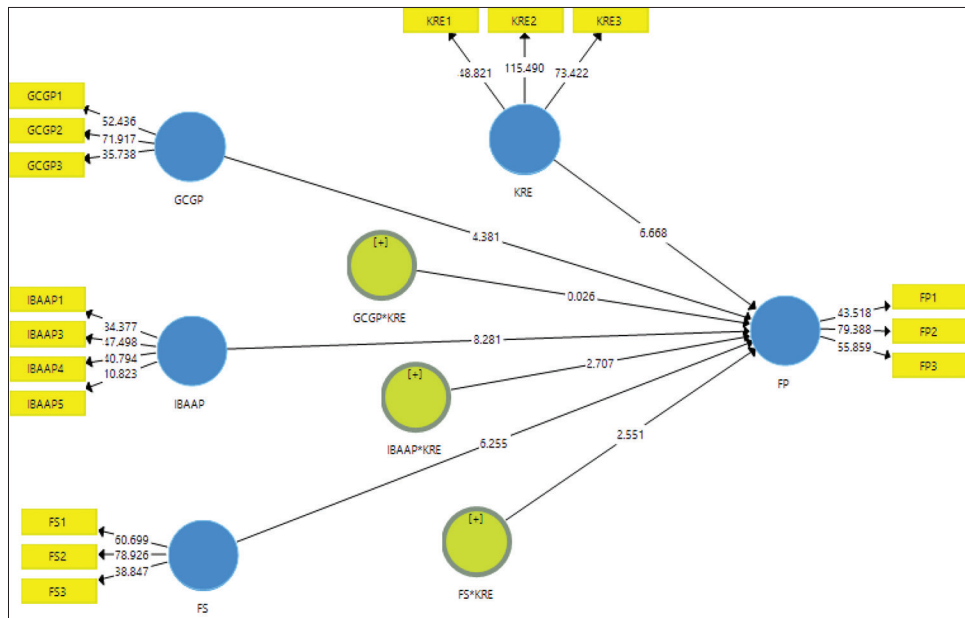 KRE1
KRE2
KRE3
48.821
115.490
73.422
KRE
GCGP1
GCGP2
GCGP3
52.436
71.917
35.738
GCGP
4.381
6.668
[+]
GCGP*KRE
0.026
IBAAP1
IBAAP3
IBAAP4
IBAAP5
34.377
47.498
40.794
10.823
IBAAP
8.281
[+]
IBAAP*KRE
2.707
FP1
FP2
FP3
43.518
79.388
55.859
FP
6.255
2.551
[+]
FS*KRE
FS1
FS2
FS3
60.699
78.926
38.847
FS